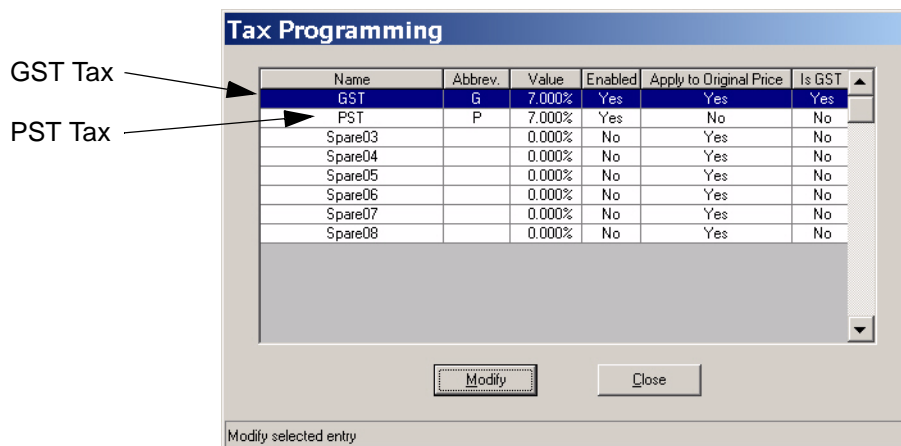 Tax Programming
GST Tax
PST Tax
Name Abbrev. Value Enabled Apply to Original Price Is GST
GST G 7.000% Yes Yes Yes
PST P 7.000% Yes No No
Spare03 0.000% No Yes No
Spare04 0.000% No Yes No
Spare05 0.000% No Yes No
Spare06 0.000% No Yes No
Spare07 0.000% No Yes No
Spare08 0.000% No Yes No
Modify Close
Modify selected entry